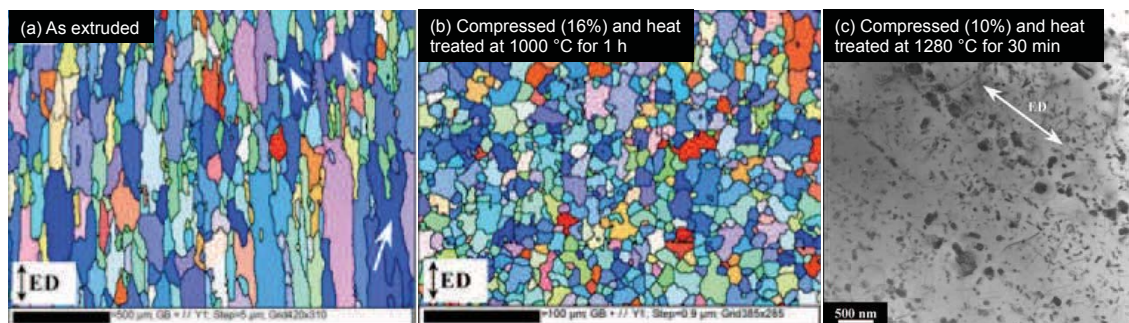 (a) As extruded
ED
=500 µm; GB + // Y1; Step=5 µm; Grid420x310
(b) Compressed (16%) and heat
treated at 1000 °C for 1 h
ED
=100 µm; GB + // Y1; Step=0.9 µm; Grid385x285
(c) Compressed (10%) and heat
treated at 1280 °C for 30 min
ED
500 nm